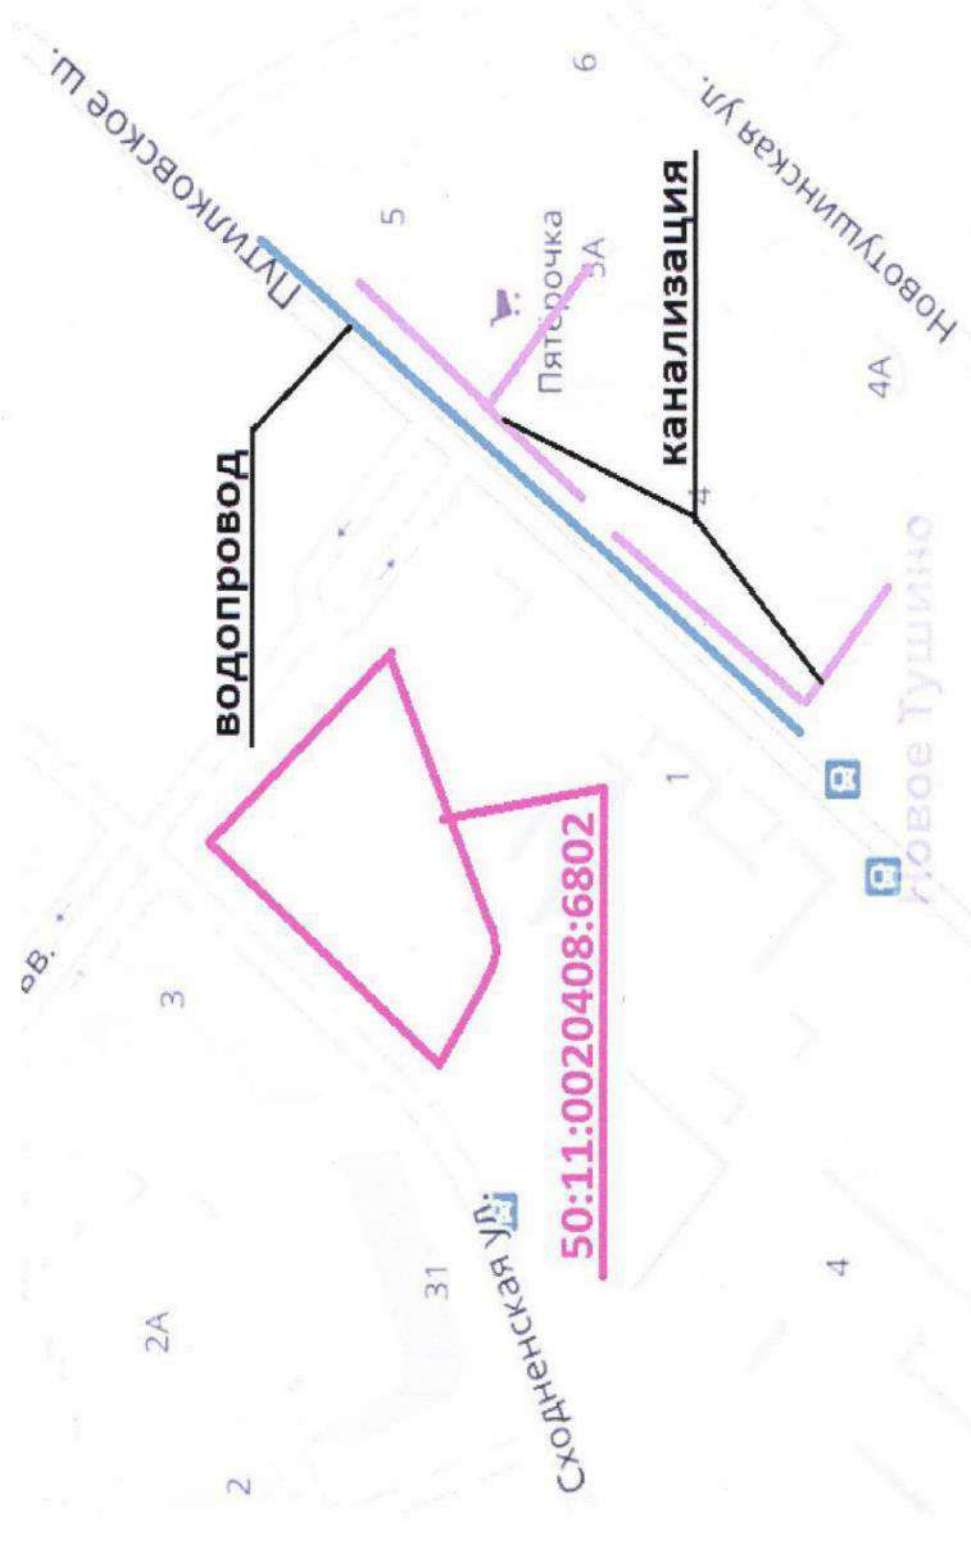 Путилковское ш.
водопровод
5
6
Пятёрочка
Новотушинская ул.
канализация
4А
4
Новое Тушино
1
50:11:0020408:6802
3
Сходненская ул.
31
2А
2
4